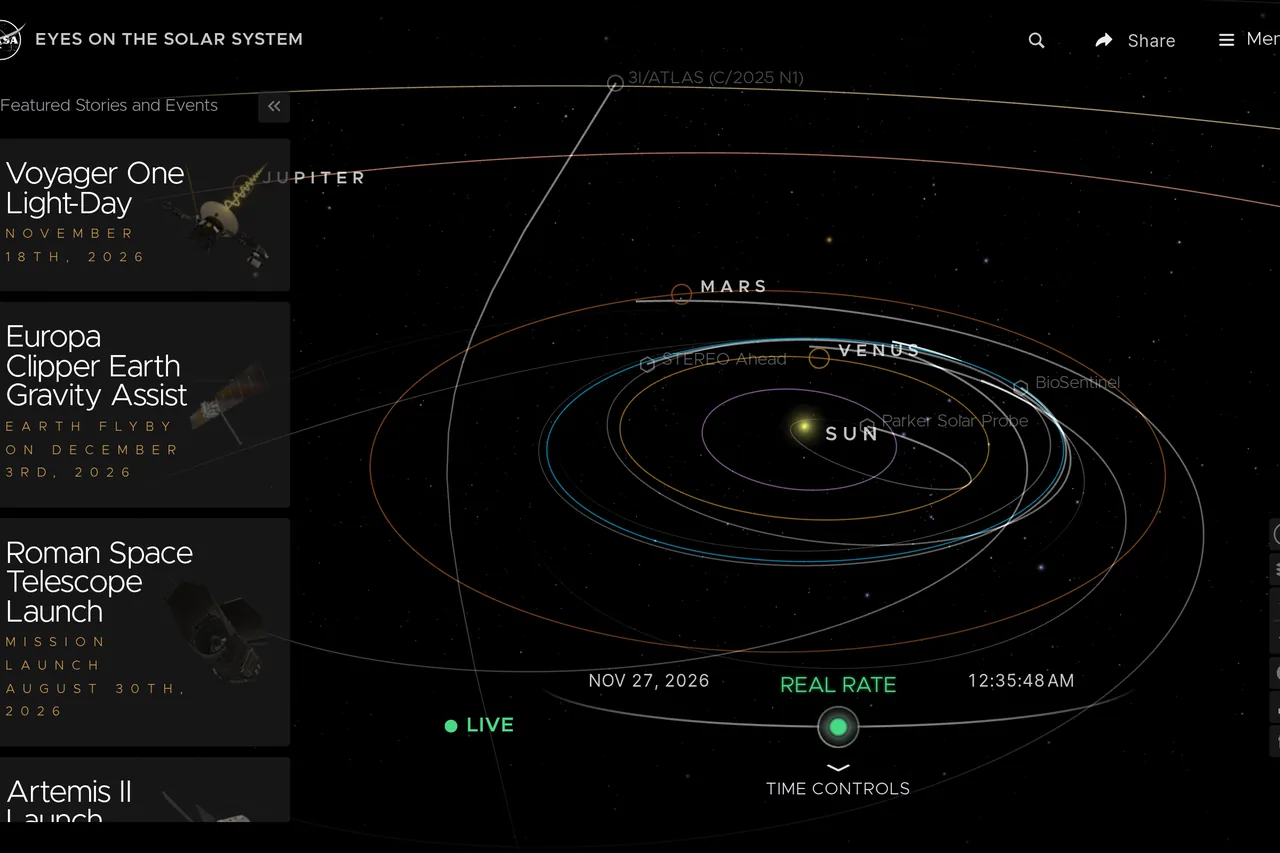 EYES ON THE SOLAR SYSTEM
Share
3I/ATLAS (C/2025 N1)
Featured Stories and Events
Voyager One
Light-Day
NOVEMBER
18TH, 2026
JUPITER
MARS
Europa
Clipper Earth
Gravity Assist
EARTH FLYBY
ON DECEMBER
3RD, 2026
STEREO Ahead
VENUS
BioSentinel
Parker Solar Probe
SUN
Roman Space
Telescope
Launch
MISSION
LAUNCH
AUGUST 30TH,
2026
NOV 27, 2026
REAL RATE
12:35:48 AM
LIVE
TIME CONTROLS
Artemis II
Launch